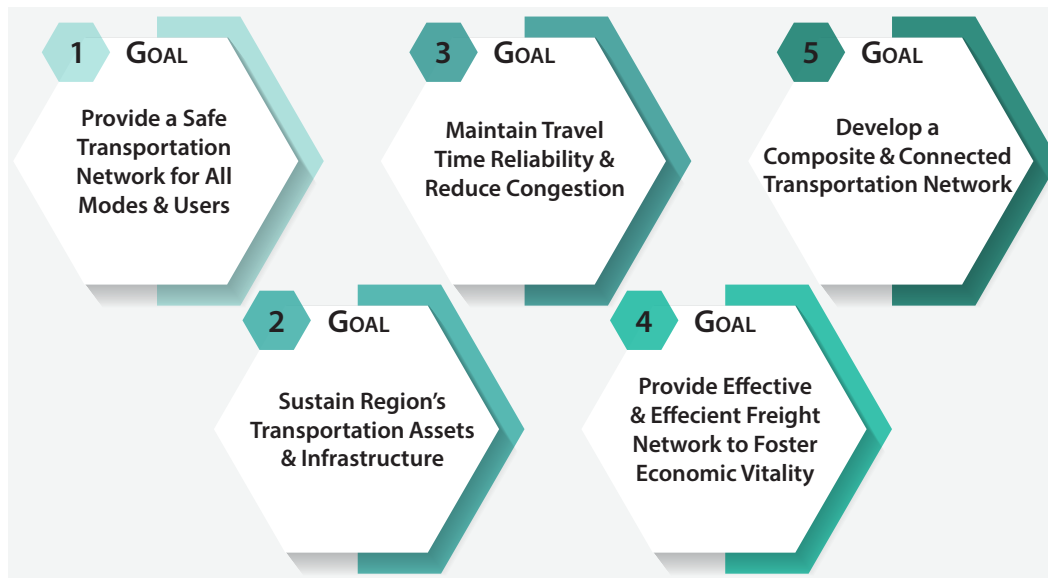 1 GOAL
Provide a Safe
Transportation
Network for All
Modes & Users
2 GOAL
Sustain Region's
Transportation Assets
& Infrastructure
3 GOAL
Maintain Travel
Time Reliability &
Reduce Congestion
4 GOAL
Provide Effective
& Effecient Freight
Network to Foster
Economic Vitality
5 GOAL
Develop a
Composite & Connected
Transportation Network